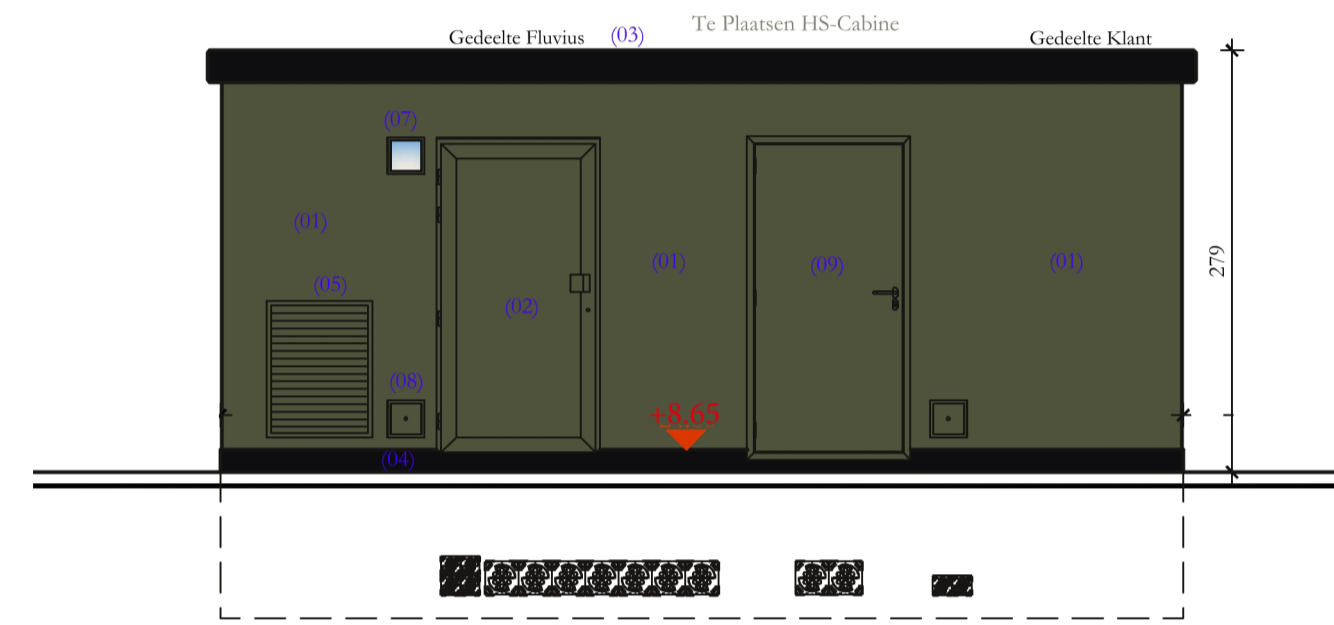 Te Plaatsen HS-Cabine
Gedeelte Fluvius (03) Gedeelte Klant
(07)
(01)
(01) (09) (01)
279
(05)
(02)
(08)
+8.65
(04)